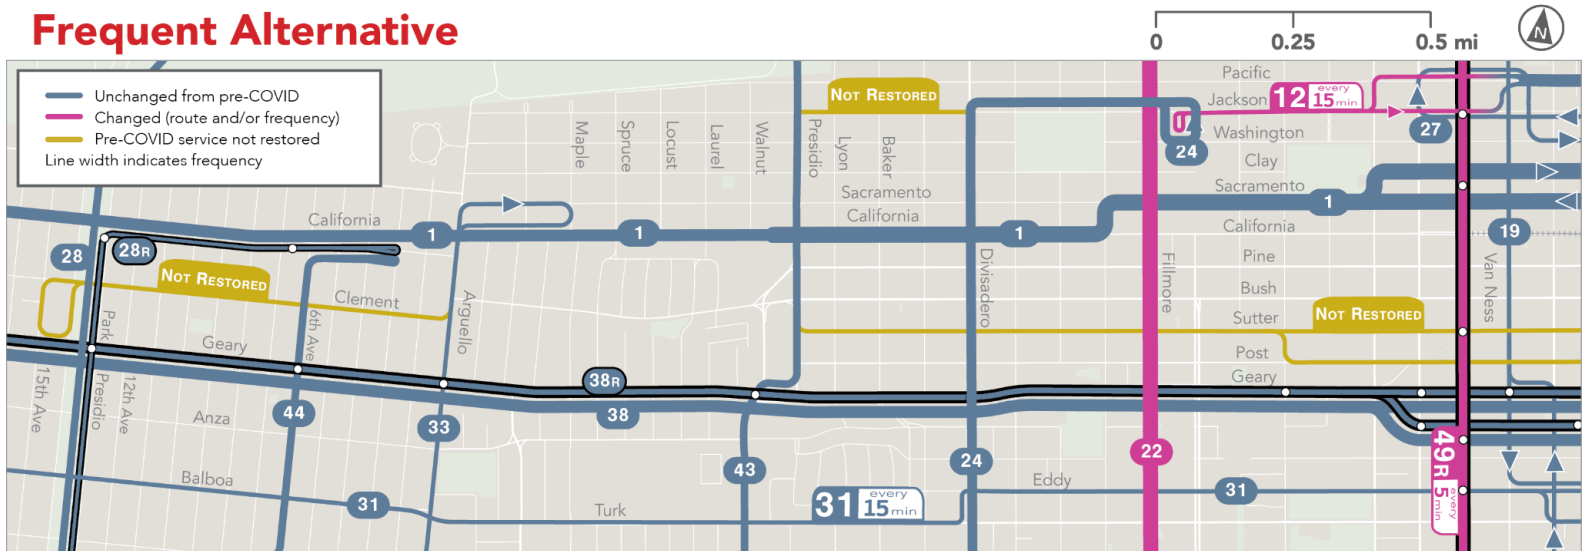 Frequent Alternative
0 0.25 0.5 mi
N
Unchanged from pre-COVID
Changed (route and/or frequency)
Pre-COVID service not restored
Line width indicates frequency
NOT RESTORED
Pacific
Jackson
12 every 15 min
27
Washington
24
Clay
Sacramento
California
Maple
Spruce
Locust
Laurel
Walnut
Presidio
Lyon
Baker
Sacramento
California
California
1
1
1
1
19
28
28R
NOT RESTORED
Clement
Arguello
6th Ave
Park Presidio
15th Ave
12th Ave
Geary
Anza
Balboa
Divisadero
Fillmore
Van Ness
Pine
Bush
Sutter
NOT RESTORED
Post
Geary
38R
38
44
33
43
24
22
49R every 5 min
31
Turk
31 every 15 min
Eddy
31